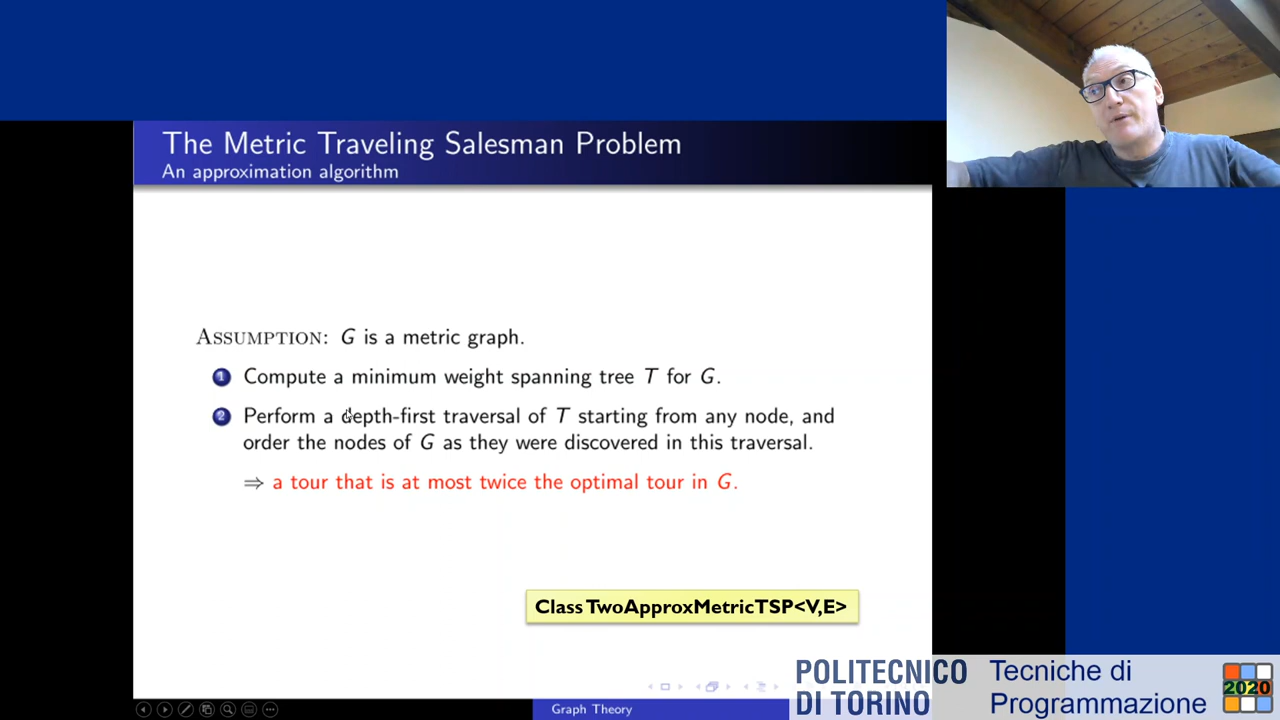 The Metric Traveling Salesman Problem
An approximation algorithm
ASSUMPTION: G is a metric graph.
1 Compute a minimum weight spanning tree T for G.
2 Perform a depth-first traversal of T starting from any node, and
order the nodes of G as they were discovered in this traversal.
⇒ a tour that is at most twice the optimal tour in G.
Class TwoApproxMetricTSP<V,E>
Graph Theory
POLITECNICO
DI TORINO
Tecniche di
Programmazione
2020